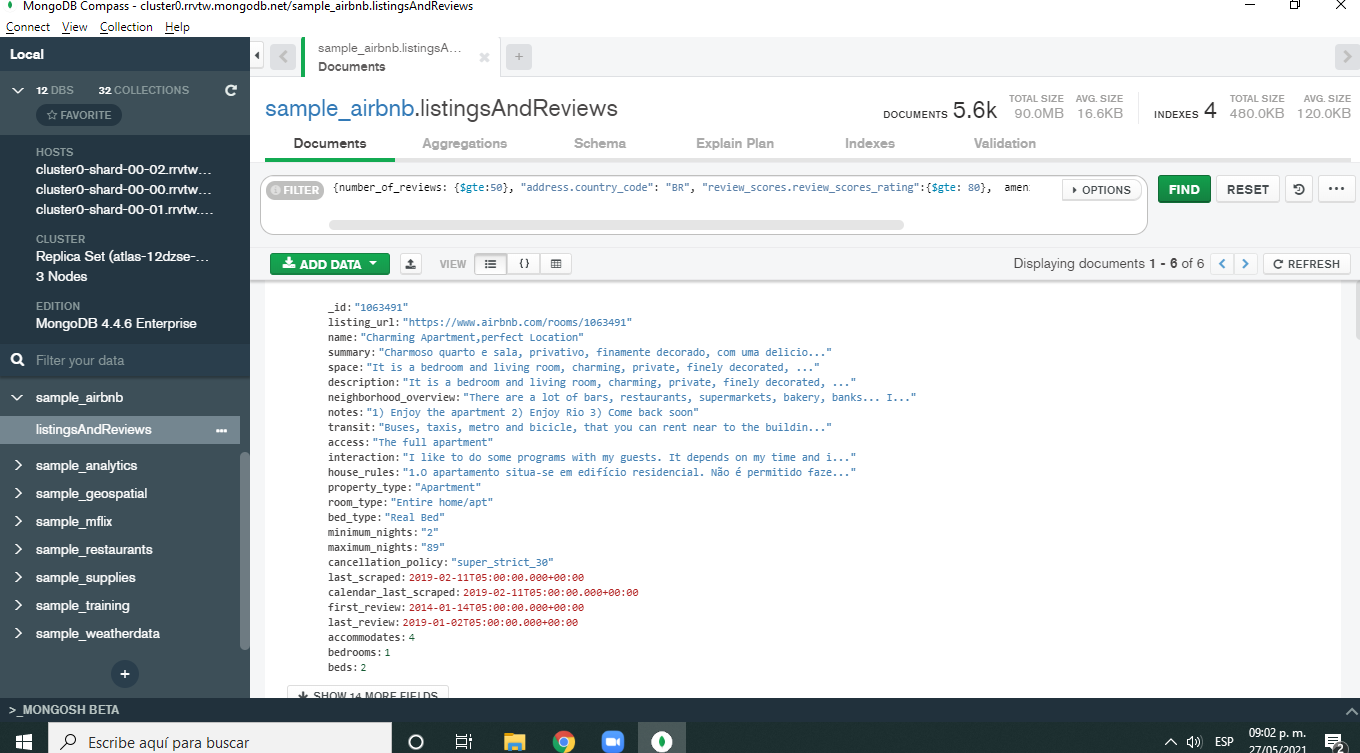 MongoDB Compass - cluster0.rrvtw.mongodb.net/sample_airbnb.listingsAndReviews
Connect View Collection Help
Local
12 DBS 32 COLLECTIONS
FAVORITE
HOSTS
cluster0-shard-00-02.rrvtw...
cluster0-shard-00-00.rrvtw...
cluster0-shard-00-01.rrvtw....
CLUSTER
Replica Set (atlas-12dzse-...
3 Nodes
EDITION
MongoDB 4.4.6 Enterprise
Filter your data
sample_airbnb
listingsAndReviews
sample_analytics
sample_geospatial
sample_mflix
sample_restaurants
sample_supplies
sample_training
sample_weatherdata
sample_airbnb.listingsA...
Documents
sample_airbnb.listingsAndReviews
DOCUMENTS 5.6k TOTAL SIZE 90.0MB AVG. SIZE 16.6KB INDEXES 4 TOTAL SIZE 480.0KB AVG. SIZE 120.0KB
Documents Aggregations Schema Explain Plan Indexes Validation
FILTER {number_of_reviews: {$gte:50}, "address.country_code": "BR", "review_scores.review_scores_rating":{$gte: 80}, amen OPTIONS FIND RESET
ADD DATA VIEW {} Displaying documents 1 - 6 of 6 REFRESH
_id: "1063491"
listing_url: "https://www.airbnb.com/rooms/1063491"
name: "Charming Apartment,perfect Location"
summary: "Charmoso quarto e sala, privativo, finamente decorado, com uma delicio..."
space: "It is a bedroom and living room, charming, private, finely decorated, ..."
description: "It is a bedroom and living room, charming, private, finely decorated, ..."
neighborhood_overview: "There are a lot of bars, restaurants, supermarkets, bakery, banks... I..."
notes: "1) Enjoy the apartment 2) Enjoy Rio 3) Come back soon"
transit: "Buses, taxis, metro and bicicle, that you can rent near to the buildin..."
access: "The full apartment"
interaction: "I like to do some programs with my guests. It depends on my time and i..."
house_rules: "1.O apartamento situa-se em edifício residencial. Não é permitido faze..."
property_type: "Apartment"
room_type: "Entire home/apt"
bed_type: "Real Bed"
minimum_nights: "2"
maximum_nights: "89"
cancellation_policy: "super_strict_30"
last_scraped: 2019-02-11T05:00:00.000+00:00
calendar_last_scraped: 2019-02-11T05:00:00.000+00:00
first_review: 2014-01-14T05:00:00.000+00:00
last_review: 2019-01-02T05:00:00.000+00:00
accommodates: 4
bedrooms: 1
beds: 2
SHOW 14 MORE FIELDS
>_MONGOSH BETA
Escribe aquí para buscar
ESP
09:02 p. m.
27/05/2021
2